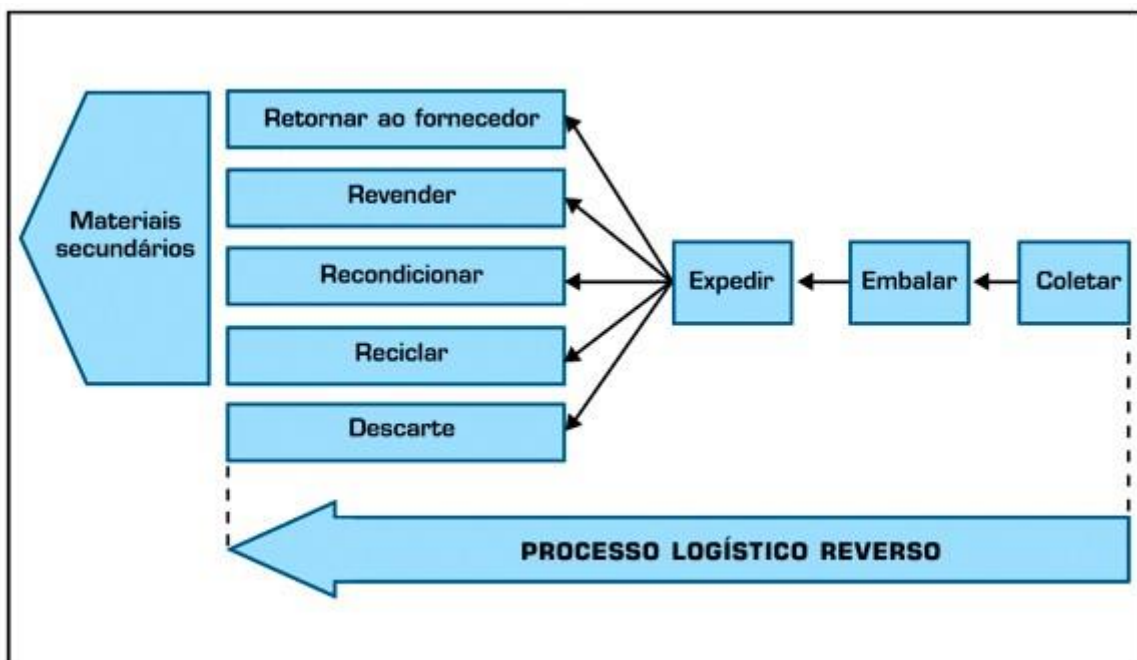 Retornar ao fornecedor
Revender
Materiais
secundários
Recondicionar
Expedir
Embalar
Coletar
Reciclar
Descarte
PROCESSO LOGÍSTICO REVERSO